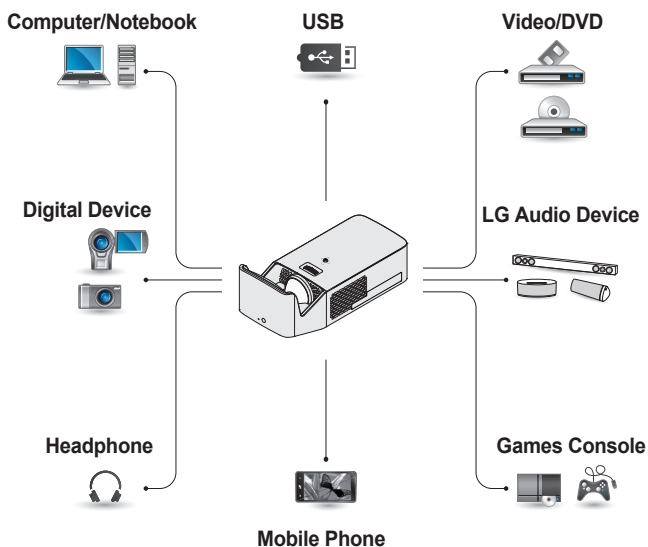 Computer/Notebook
USB
Video/DVD
Digital Device
LG Audio Device
Headphone
Games Console
Mobile Phone